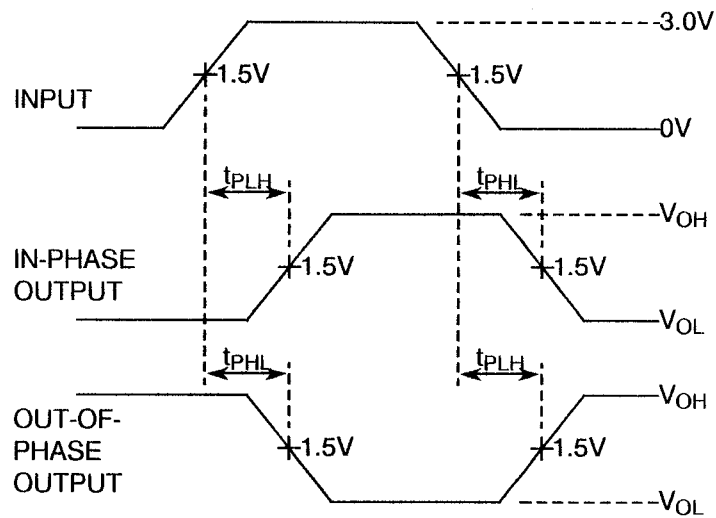 3.0V
1.5V
1.5V
INPUT
0V
tPLH
tPHL
VOH
IN-PHASE
OUTPUT
1.5V
1.5V
VOL
tPHL
tPLH
VOH
OUT-OF-
PHASE
OUTPUT
1.5V
1.5V
VOL